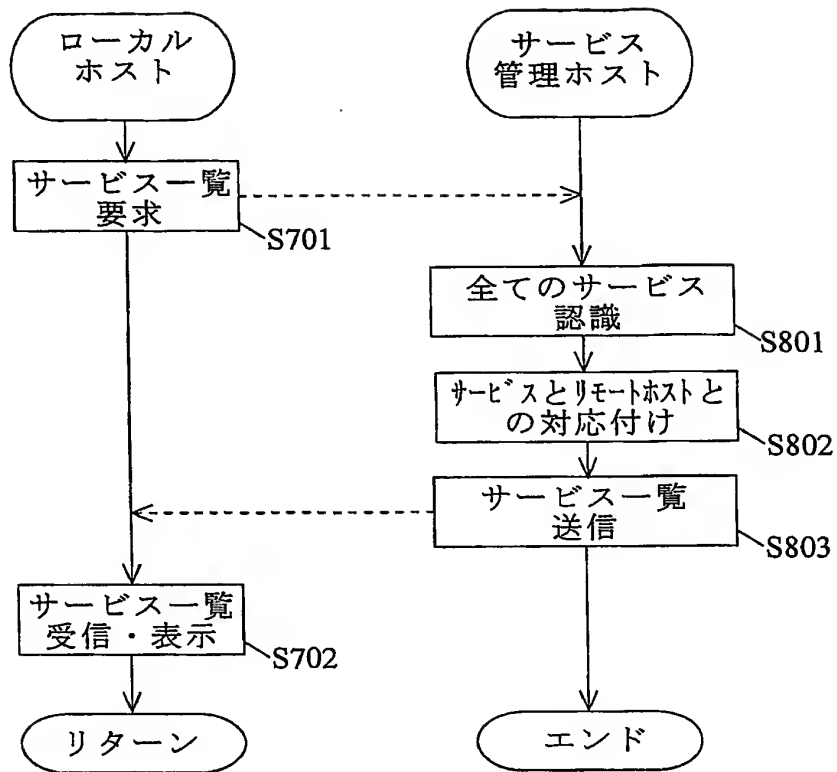 ローカル
ホスト
サービス
管理ホスト
サービス一覧
要求
S701
全てのサービス
認識
S801
サービスとリモートホストと
の対応付け
S802
サービス一覧
送信
S803
サービス一覧
受信・表示
S702
リターン
エンド